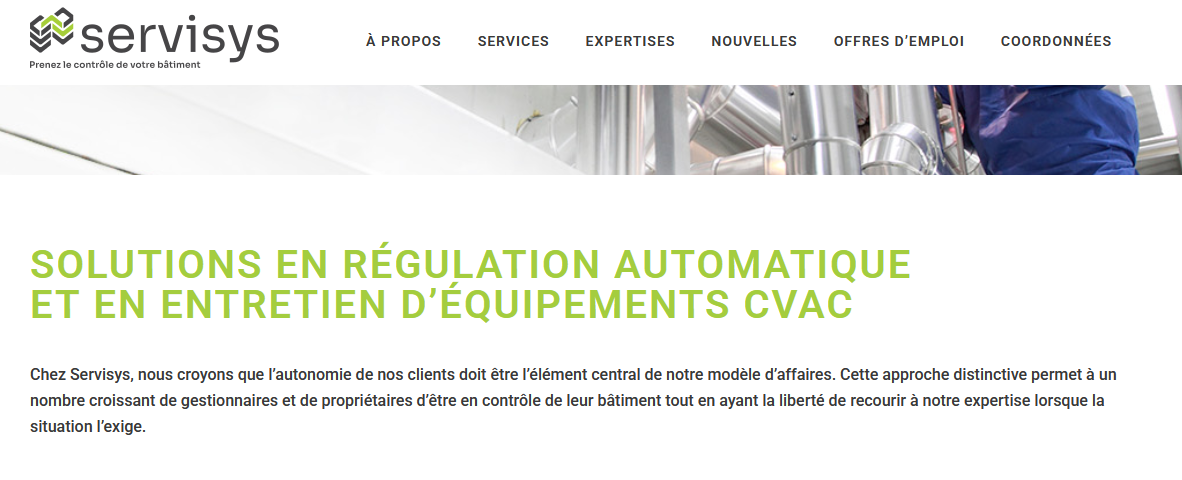 servisys
Prenez le contrôle de votre bâtiment
À PROPOS SERVICES EXPERTISES NOUVELLES OFFRES D’EMPLOI COORDONNÉES
SOLUTIONS EN RÉGULATION AUTOMATIQUE
ET EN ENTRETIEN D’ÉQUIPEMENTS CVAC
Chez Servisys, nous croyons que l’autonomie de nos clients doit être l’élément central de notre modèle d’affaires. Cette approche distinctive permet à un
nombre croissant de gestionnaires et de propriétaires d’être en contrôle de leur bâtiment tout en ayant la liberté de recourir à notre expertise lorsque la
situation l’exige.